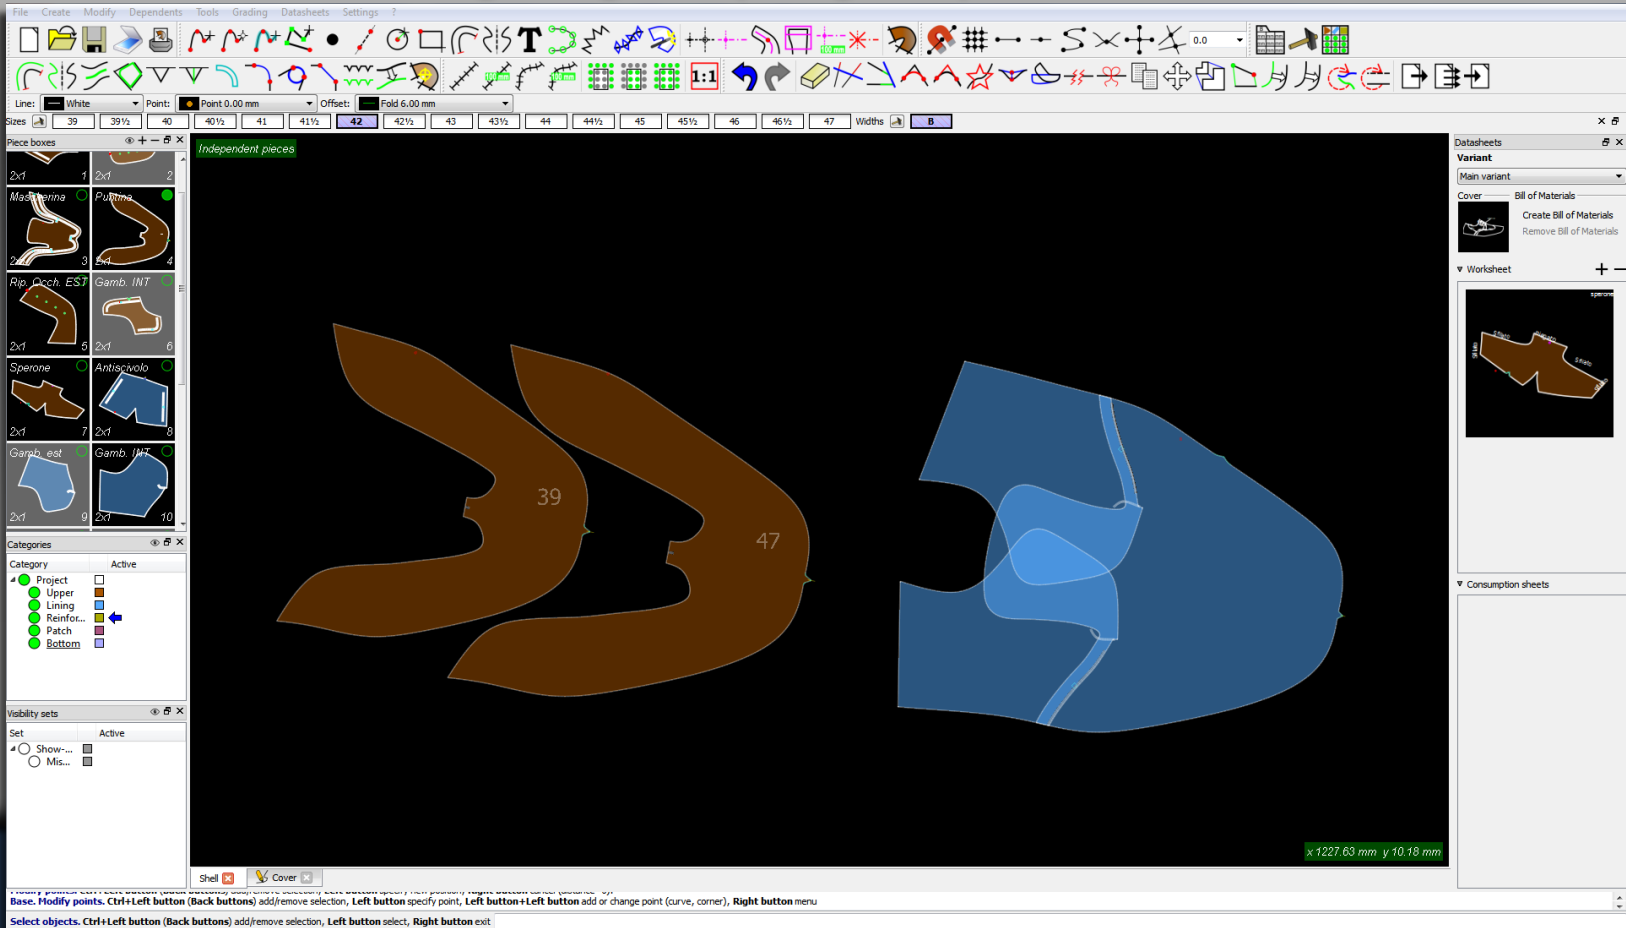 File Create Modify Dependents Tools Grading Datasheets Settings ?
0.0
1:1
Line: White Point: Point 0.00 mm Offset: Fold 6.00 mm
Sizes 39 39½ 40 40½ 41 41½ 42 42½ 43 43½ 44 44½ 45 45½ 46 46½ 47 Widths B
Piece boxes
2x1 1 2x1 2
Mascherina Puntina
2x1 3 2x1 4
Rip. Occh. EST Gamb. INT
2x1 5 2x1 6
Sperone Antiscivolo
2x1 7 2x1 8
Gamb. est Gamb. INT
2x1 9 2x1 10
Categories
Category Active
Project
Upper
Lining
Reinfor...
Patch
Bottom
Visibility sets
Set Active
Show-...
Mis...
Independent pieces
39
47
x 1227.63 mm y 10.18 mm
Shell Cover
Datasheets
Variant
Main variant
Cover Bill of Materials
Create Bill of Materials
Remove Bill of Materials
Worksheet
sperone
Sfilato
Sfilato
Sfilato
Consumption sheets
Base. Modify points. Ctrl+Left button (Back buttons) add/remove selection, Left button specify point, Left button+Left button add or change point (curve, corner), Right button menu
Select objects. Ctrl+Left button (Back buttons) add/remove selection, Left button select, Right button exit